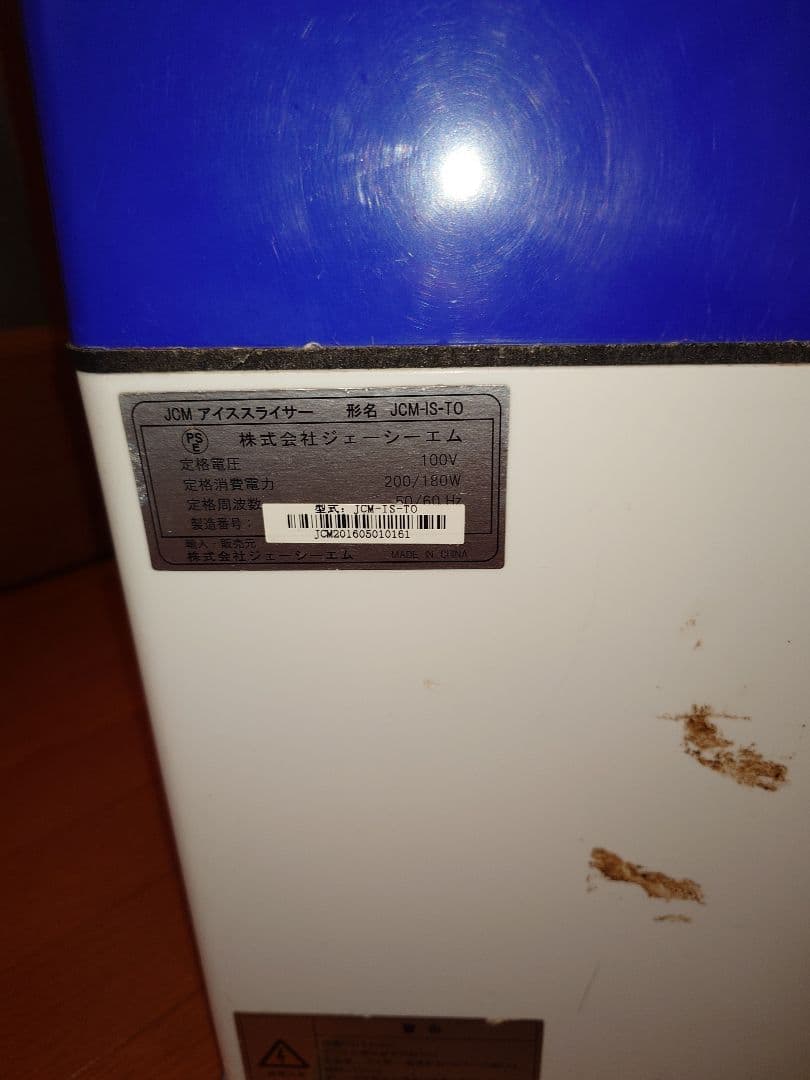 JCM アイススライサー 形名 JCM-IS-TO
PSE 株式会社ジェーシーエム
定格電圧 100V
定格消費電力 200/180W
定格周波数 50/60 Hz
型式: JCM-IS-TO
製造番号:
JCM201605010161
輸入・販売元
株式会社ジェーシーエム MADE IN CHINA